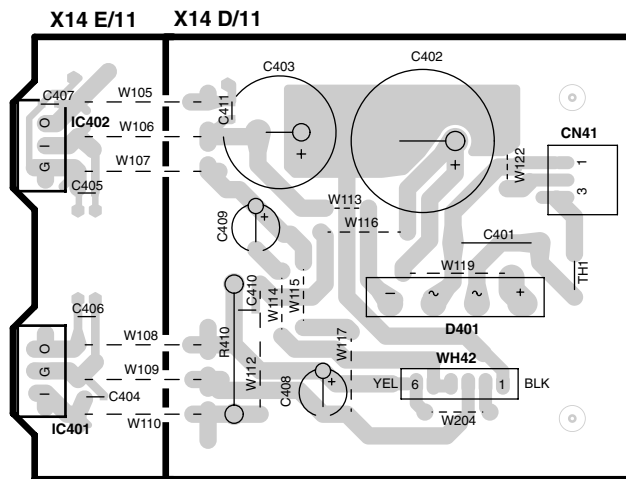 X14 E/11 X14 D/11
C407
W105
C411
C403
C402
O
I
G
IC402
W106
W107
C405
+
+
W122
CN41
1
3
W113
W116
C409
+
C401
TH1
W119
− ~ ~ +
D401
C406
W108
O
G
I
W109
C404
IC401
W110
R410
C410
W114
W115
W112
W117
C408
+
WH42
YEL 6 1 BLK
W204